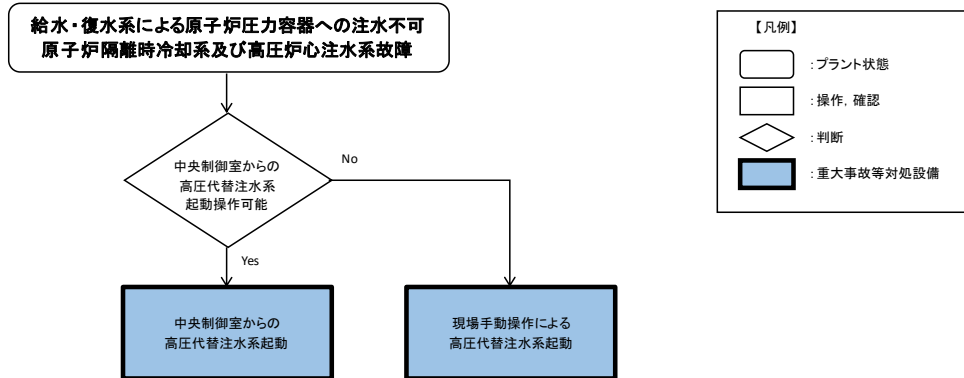 給水・復水系による原子炉圧力容器への注水不可
原子炉隔離時冷却系及び高圧炉心注水系故障
中央制御室からの
高圧代替注水系
起動操作可能
No
Yes
中央制御室からの
高圧代替注水系起動
現場手動操作による
高圧代替注水系起動
【凡例】
:プラント状態
:操作, 確認
:判断
:重大事故等対処設備